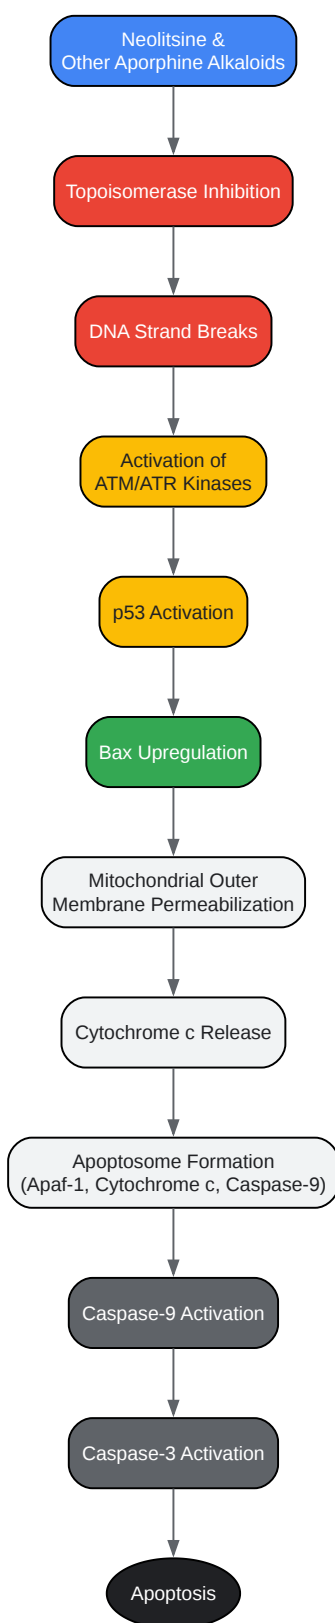 Neolitsine &
Other Aporphine Alkaloids
Topoisomerase Inhibition
DNA Strand Breaks
Activation of
ATM/ATR Kinases
p53 Activation
Bax Upregulation
Mitochondrial Outer
Membrane Permeabilization
Cytochrome c Release
Apoptosome Formation
(Apaf-1, Cytochrome c, Caspase-9)
Caspase-9 Activation
Caspase-3 Activation
Apoptosis